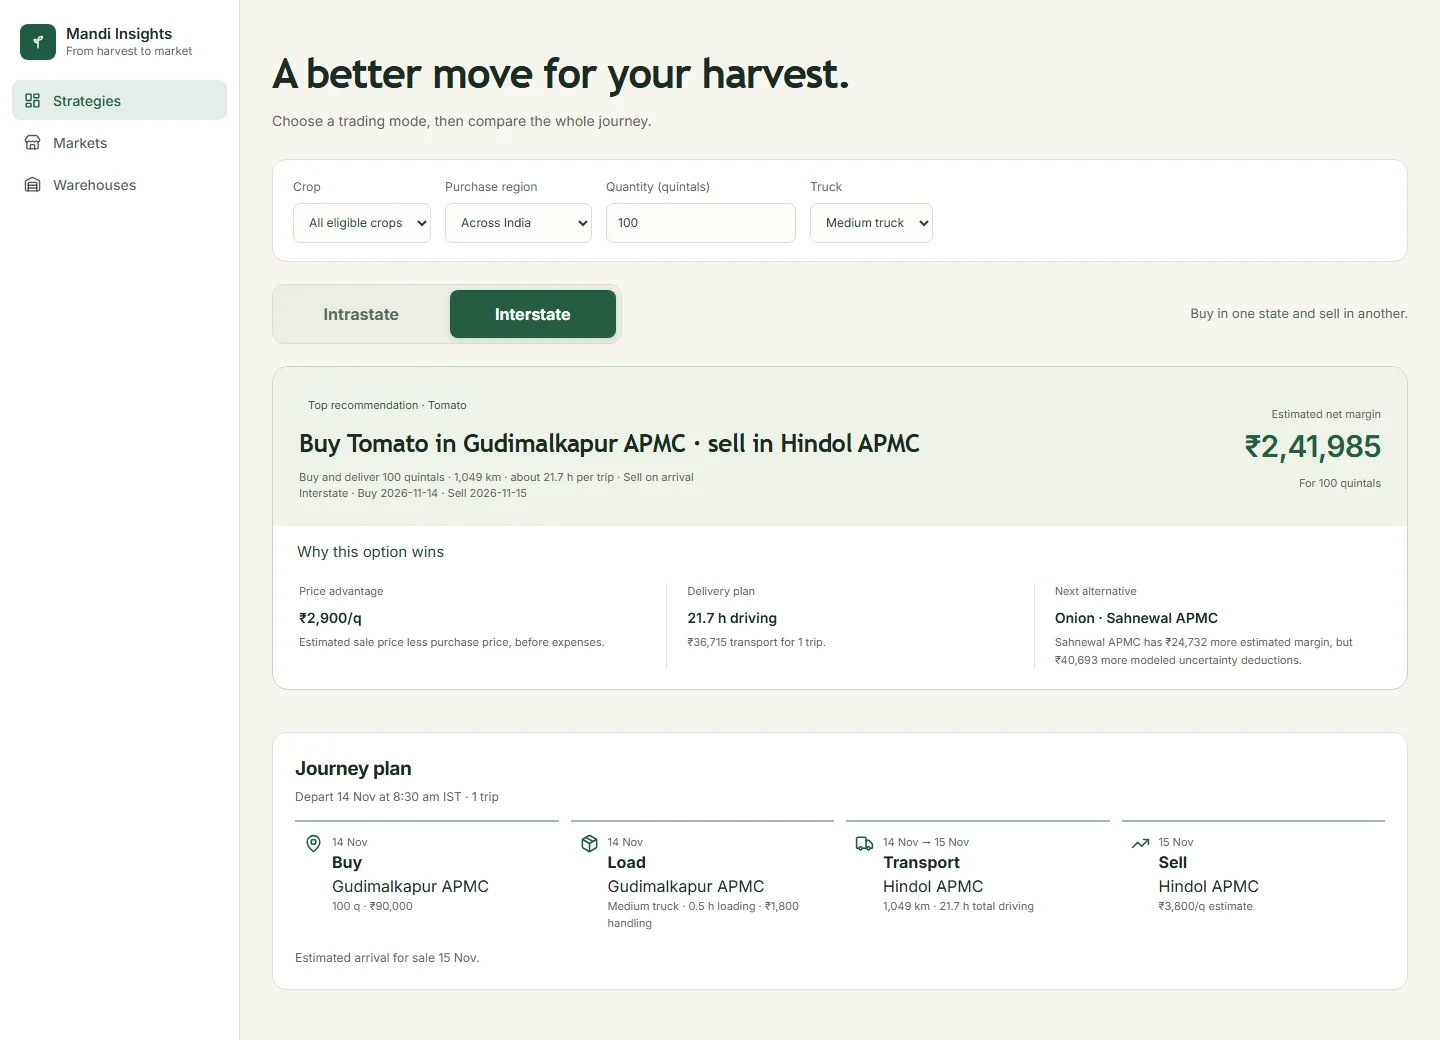 Mandi Insights
From harvest to market
Strategies
Markets
Warehouses
A better move for your harvest.
Choose a trading mode, then compare the whole journey.
Crop
All eligible crops
Purchase region
Across India
Quantity (quintals)
100
Truck
Medium truck
Intrastate
Interstate
Buy in one state and sell in another.
Top recommendation · Tomato
Buy Tomato in Gudimalkapur APMC · sell in Hindol APMC
Buy and deliver 100 quintals · 1,049 km · about 21.7 h per trip · Sell on arrival
Interstate · Buy 2026-11-14 · Sell 2026-11-15
Estimated net margin
₹2,41,985
For 100 quintals
Why this option wins
Price advantage
₹2,900/q
Estimated sale price less purchase price, before expenses.
Delivery plan
21.7 h driving
₹36,715 transport for 1 trip.
Next alternative
Onion · Sahnewal APMC
Sahnewal APMC has ₹24,732 more estimated margin, but
₹40,693 more modeled uncertainty deductions.
Journey plan
Depart 14 Nov at 8:30 am IST · 1 trip
14 Nov
Buy
Gudimalkapur APMC
100 q · ₹90,000
14 Nov
Load
Gudimalkapur APMC
Medium truck · 0.5 h loading · ₹1,800
handling
14 Nov → 15 Nov
Transport
Hindol APMC
1,049 km · 21.7 h total driving
15 Nov
Sell
Hindol APMC
₹3,800/q estimate
Estimated arrival for sale 15 Nov.